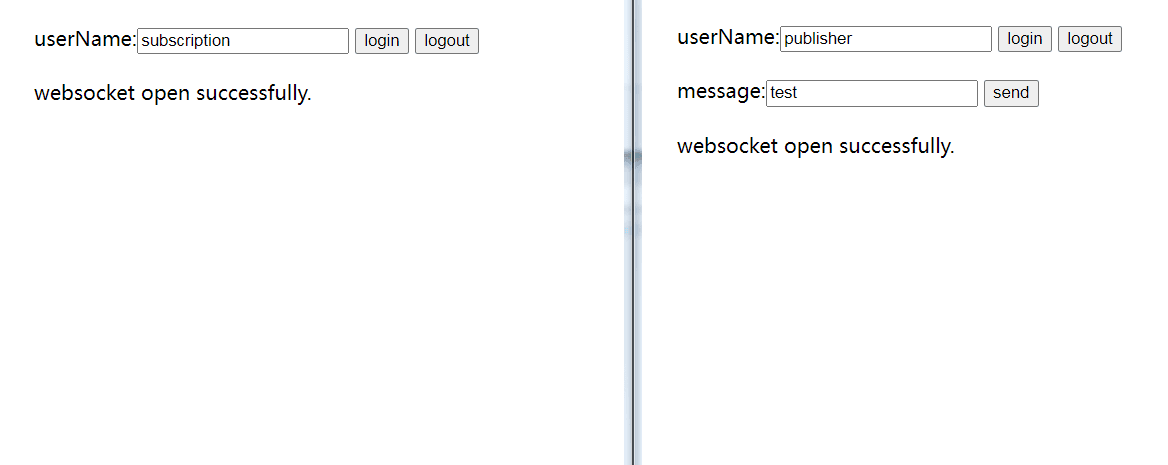 userName:subscription login logout
websocket open successfully.
userName:publisher login logout
message:test send
websocket open successfully.